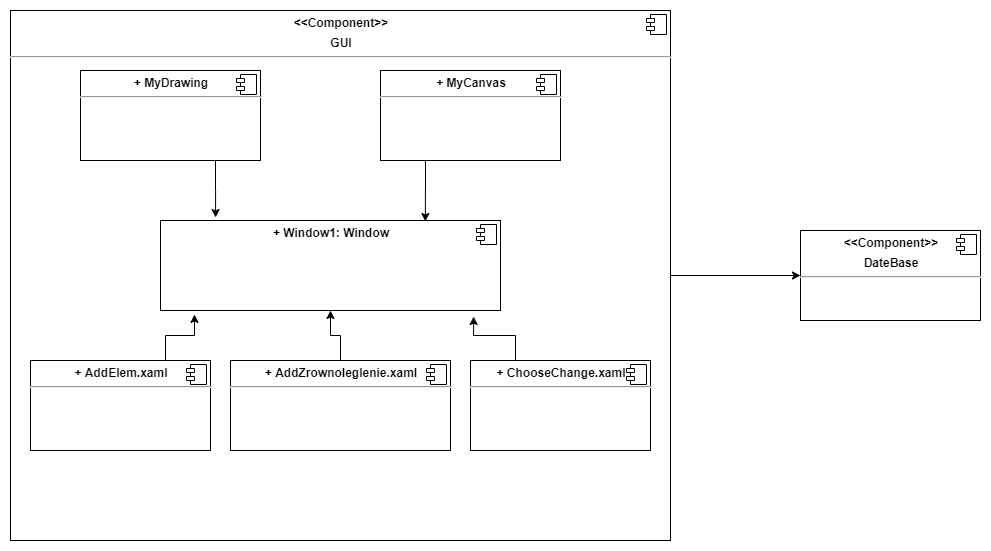 <<Component>>
GUI
+ MyDrawing
+ MyCanvas
+ Window1: Window
<<Component>>
DateBase
+ AddElem.xaml
+ AddZrownoleglenie.xaml
+ ChooseChange.xaml